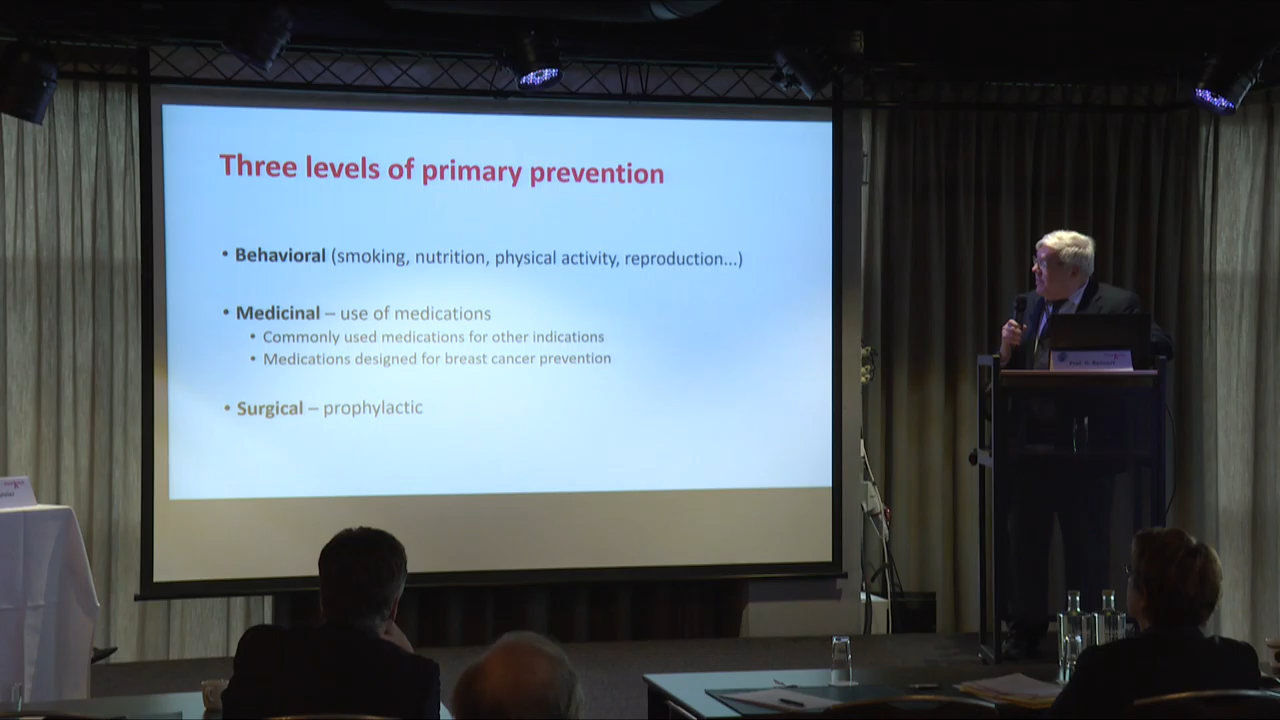 Three levels of primary prevention
• Behavioral (smoking, nutrition, physical activity, reproduction...)
• Medicinal – use of medications
• Commonly used medications for other indications
• Medications designed for breast cancer prevention
• Surgical – prophylactic